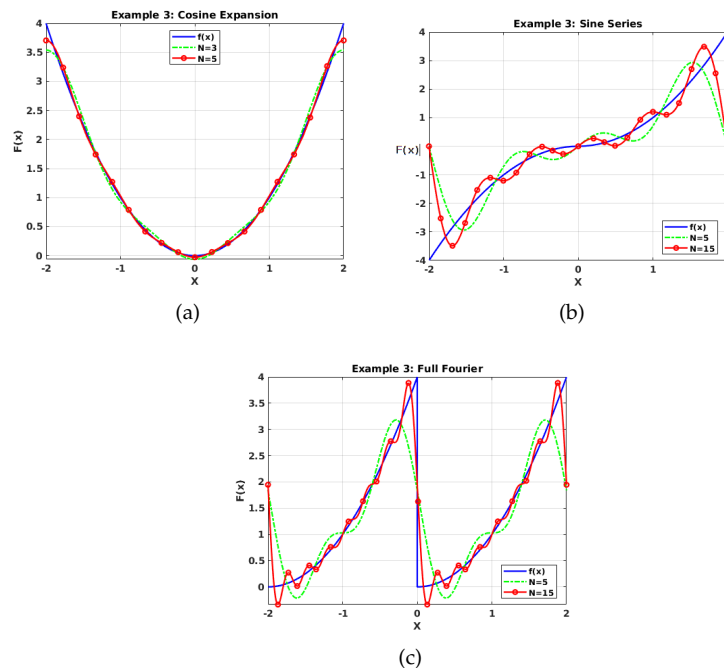 Example 3: Cosine Expansion
4
3.5
3
2.5
2
1.5
1
0.5
0
F(x)
f(x)
N=3
N=5
-2
-1
0
1
2
X
(a)
Example 3: Sine Series
4
3
2
1
F(x)
-1
-2
-3
-4
f(x)
N=5
N=15
-2
-1
0
1
X
(b)
Example 3: Full Fourier
4
3.5
3
2.5
2
1.5
1
0.5
0
F(x)
f(x)
N=5
N=15
-2
-1
0
1
2
X
(c)